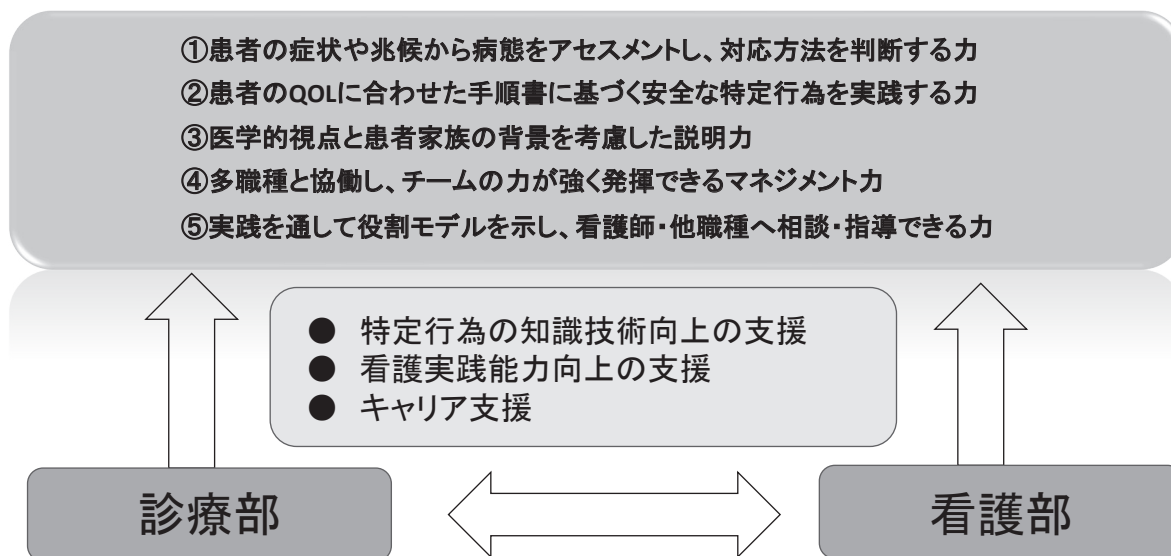 ①患者の症状や兆候から病態をアセスメントし、対応方法を判断する力
②患者のQOLに合わせた手順書に基づく安全な特定行為を実践する力
③医学的視点と患者家族の背景を考慮した説明力
④多職種と協働し、チームの力が強く発揮できるマネジメント力
⑤実践を通して役割モデルを示し、看護師・他職種へ相談・指導できる力
● 特定行為の知識技術向上の支援
● 看護実践能力向上の支援
● キャリア支援
診療部
看護部